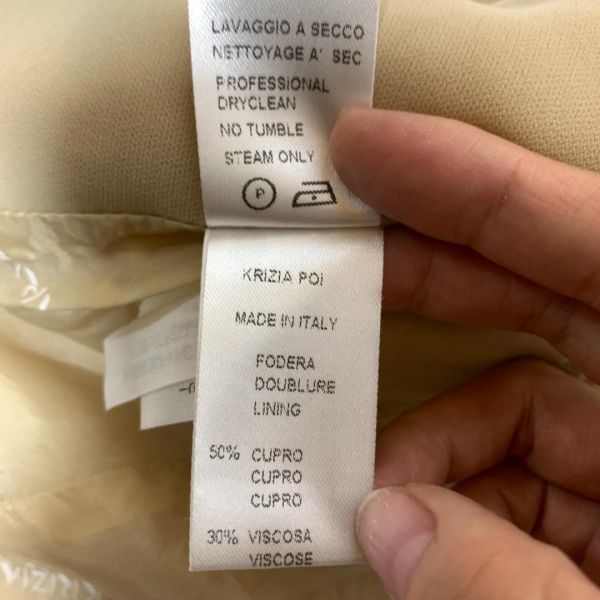 LAVAGGIO A SECCO
NETTOYAGE A' SEC
PROFESSIONAL
DRYCLEAN
NO TUMBLE
STEAM ONLY
P
KRIZIA POI
MADE IN ITALY
FODERA
DOUBLURE
LINING
50% CUPRO
CUPRO
CUPRO
30% VISCOSA
VISCOSE
KRIZIA